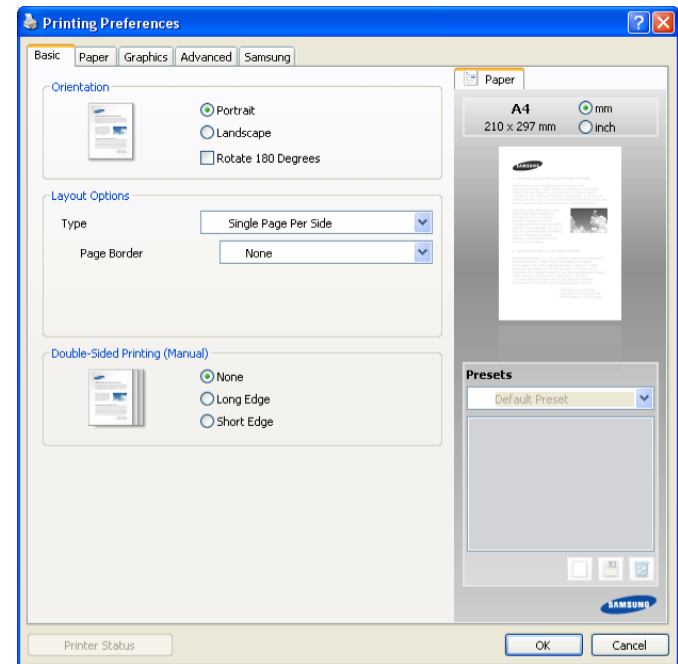 Printing Preferences
Basic Paper Graphics Advanced Samsung
Orientation
Portrait
Landscape
Rotate 180 Degrees
Layout Options
Type Single Page Per Side
Page Border None
Double-Sided Printing (Manual)
None
Long Edge
Short Edge
Paper
A4 mm
210 x 297 mm inch
SAMSUNG
Presets
Default Preset
SAMSUNG
Printer Status OK Cancel